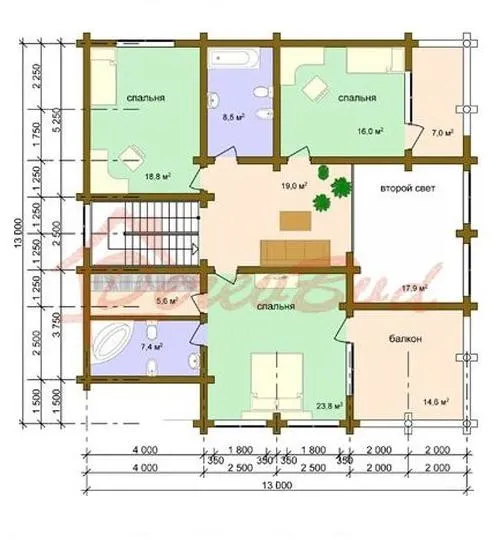 спальня
18,8 м²
8,5 м²
спальня
16,0 м²
7,0 м²
19,0 м²
второй свет
17,9 м²
5,6 м²
7,4 м²
спальня
23,8 м²
балкон
14,6 м²
2 250
1 750
5 250
1 250
1 250
1 250
2 500
13 000
3 750
2 500
1 500
1 500
4 000
1 800
1 800
2 000
2 000
350
350
350
350
4 000
2 500
2 500
2 000
2 000
13 000